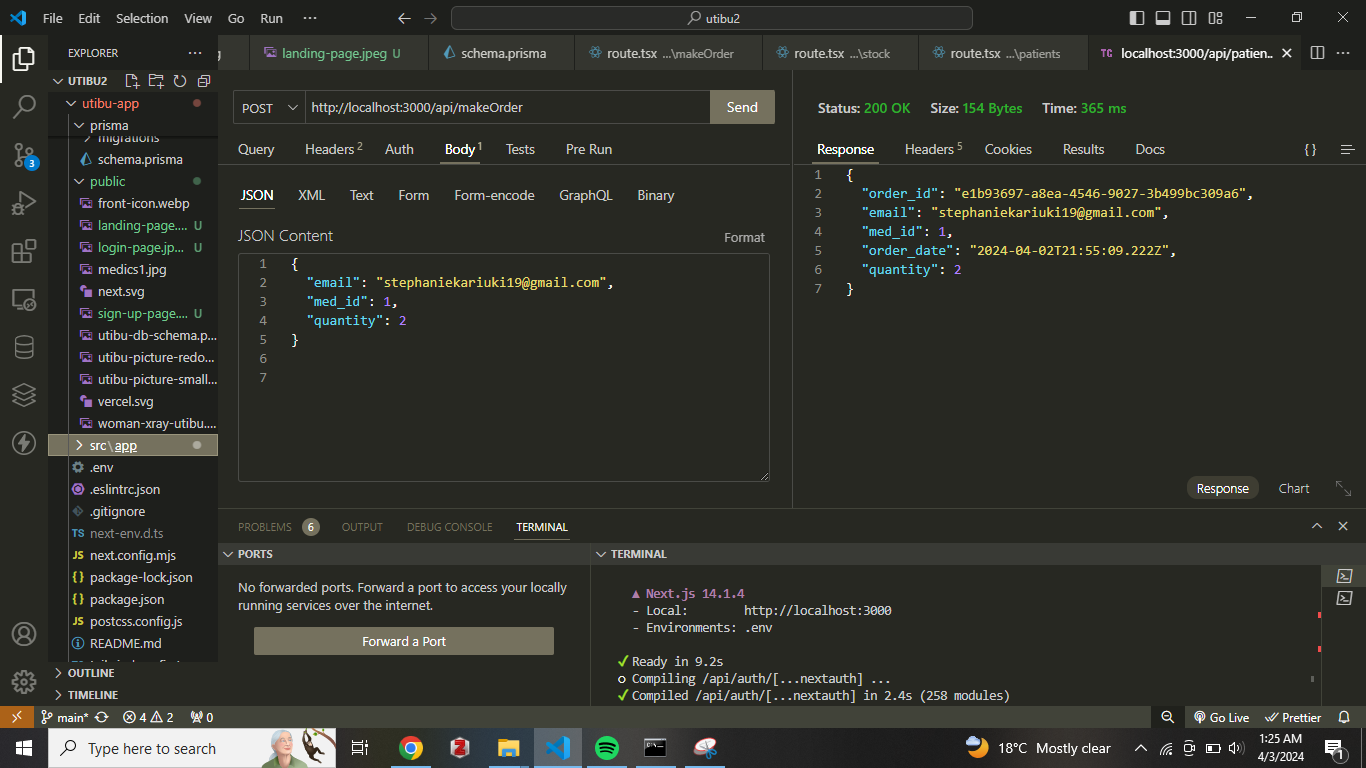 File Edit Selection View Go Run ··· utibu2
EXPLORER ···
landing-page.jpeg U schema.prisma route.tsx ...\makeOrder route.tsx ...\stock route.tsx ...\patients TC localhost:3000/api/patien...
UTIBU2
utibu-app
prisma
migrations
schema.prisma
public
front-icon.webp
landing-page.... U
login-page.jp... U
medics1.jpg
next.svg
sign-up-page.... U
utibu-db-schema.p...
utibu-picture-redo...
utibu-picture-small...
vercel.svg
woman-xray-utibu....
src\app
.env
.eslintrc.json
.gitignore
TS next-env.d.ts
JS next.config.mjs
{} package-lock.json
{} package.json
JS postcss.config.js
README.md
OUTLINE
TIMELINE
3
POST http://localhost:3000/api/makeOrder Send
Query Headers 2 Auth Body 1 Tests Pre Run
JSON XML Text Form Form-encode GraphQL Binary
JSON Content Format
1 {
2 "email": "stephaniekariuki19@gmail.com",
3 "med_id": 1,
4 "quantity": 2
5 }
6
7
Status: 200 OK Size: 154 Bytes Time: 365 ms
Response Headers 5 Cookies Results Docs {}
1 {
2 "order_id": "e1b93697-a8ea-4546-9027-3b499bc309a6",
3 "email": "stephaniekariuki19@gmail.com",
4 "med_id": 1,
5 "order_date": "2024-04-02T21:55:09.222Z",
6 "quantity": 2
7 }
Response Chart
PROBLEMS 6 OUTPUT DEBUG CONSOLE TERMINAL
PORTS
No forwarded ports. Forward a port to access your locally
running services over the internet.
Forward a Port
TERMINAL
▲ Next.js 14.1.4
- Local: http://localhost:3000
- Environments: .env
✓ Ready in 9.2s
○ Compiling /api/auth/[...nextauth] ...
✓ Compiled /api/auth/[...nextauth] in 2.4s (258 modules)
main* 4 2 0 Go Live Prettier
Type here to search 18°C Mostly clear 1:25 AM
4/3/2024
1